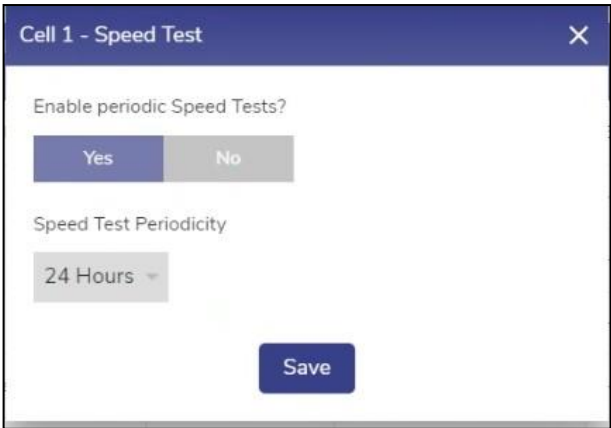 Cell 1 - Speed Test
Enable periodic Speed Tests?
Yes No
Speed Test Periodicity
24 Hours
Save